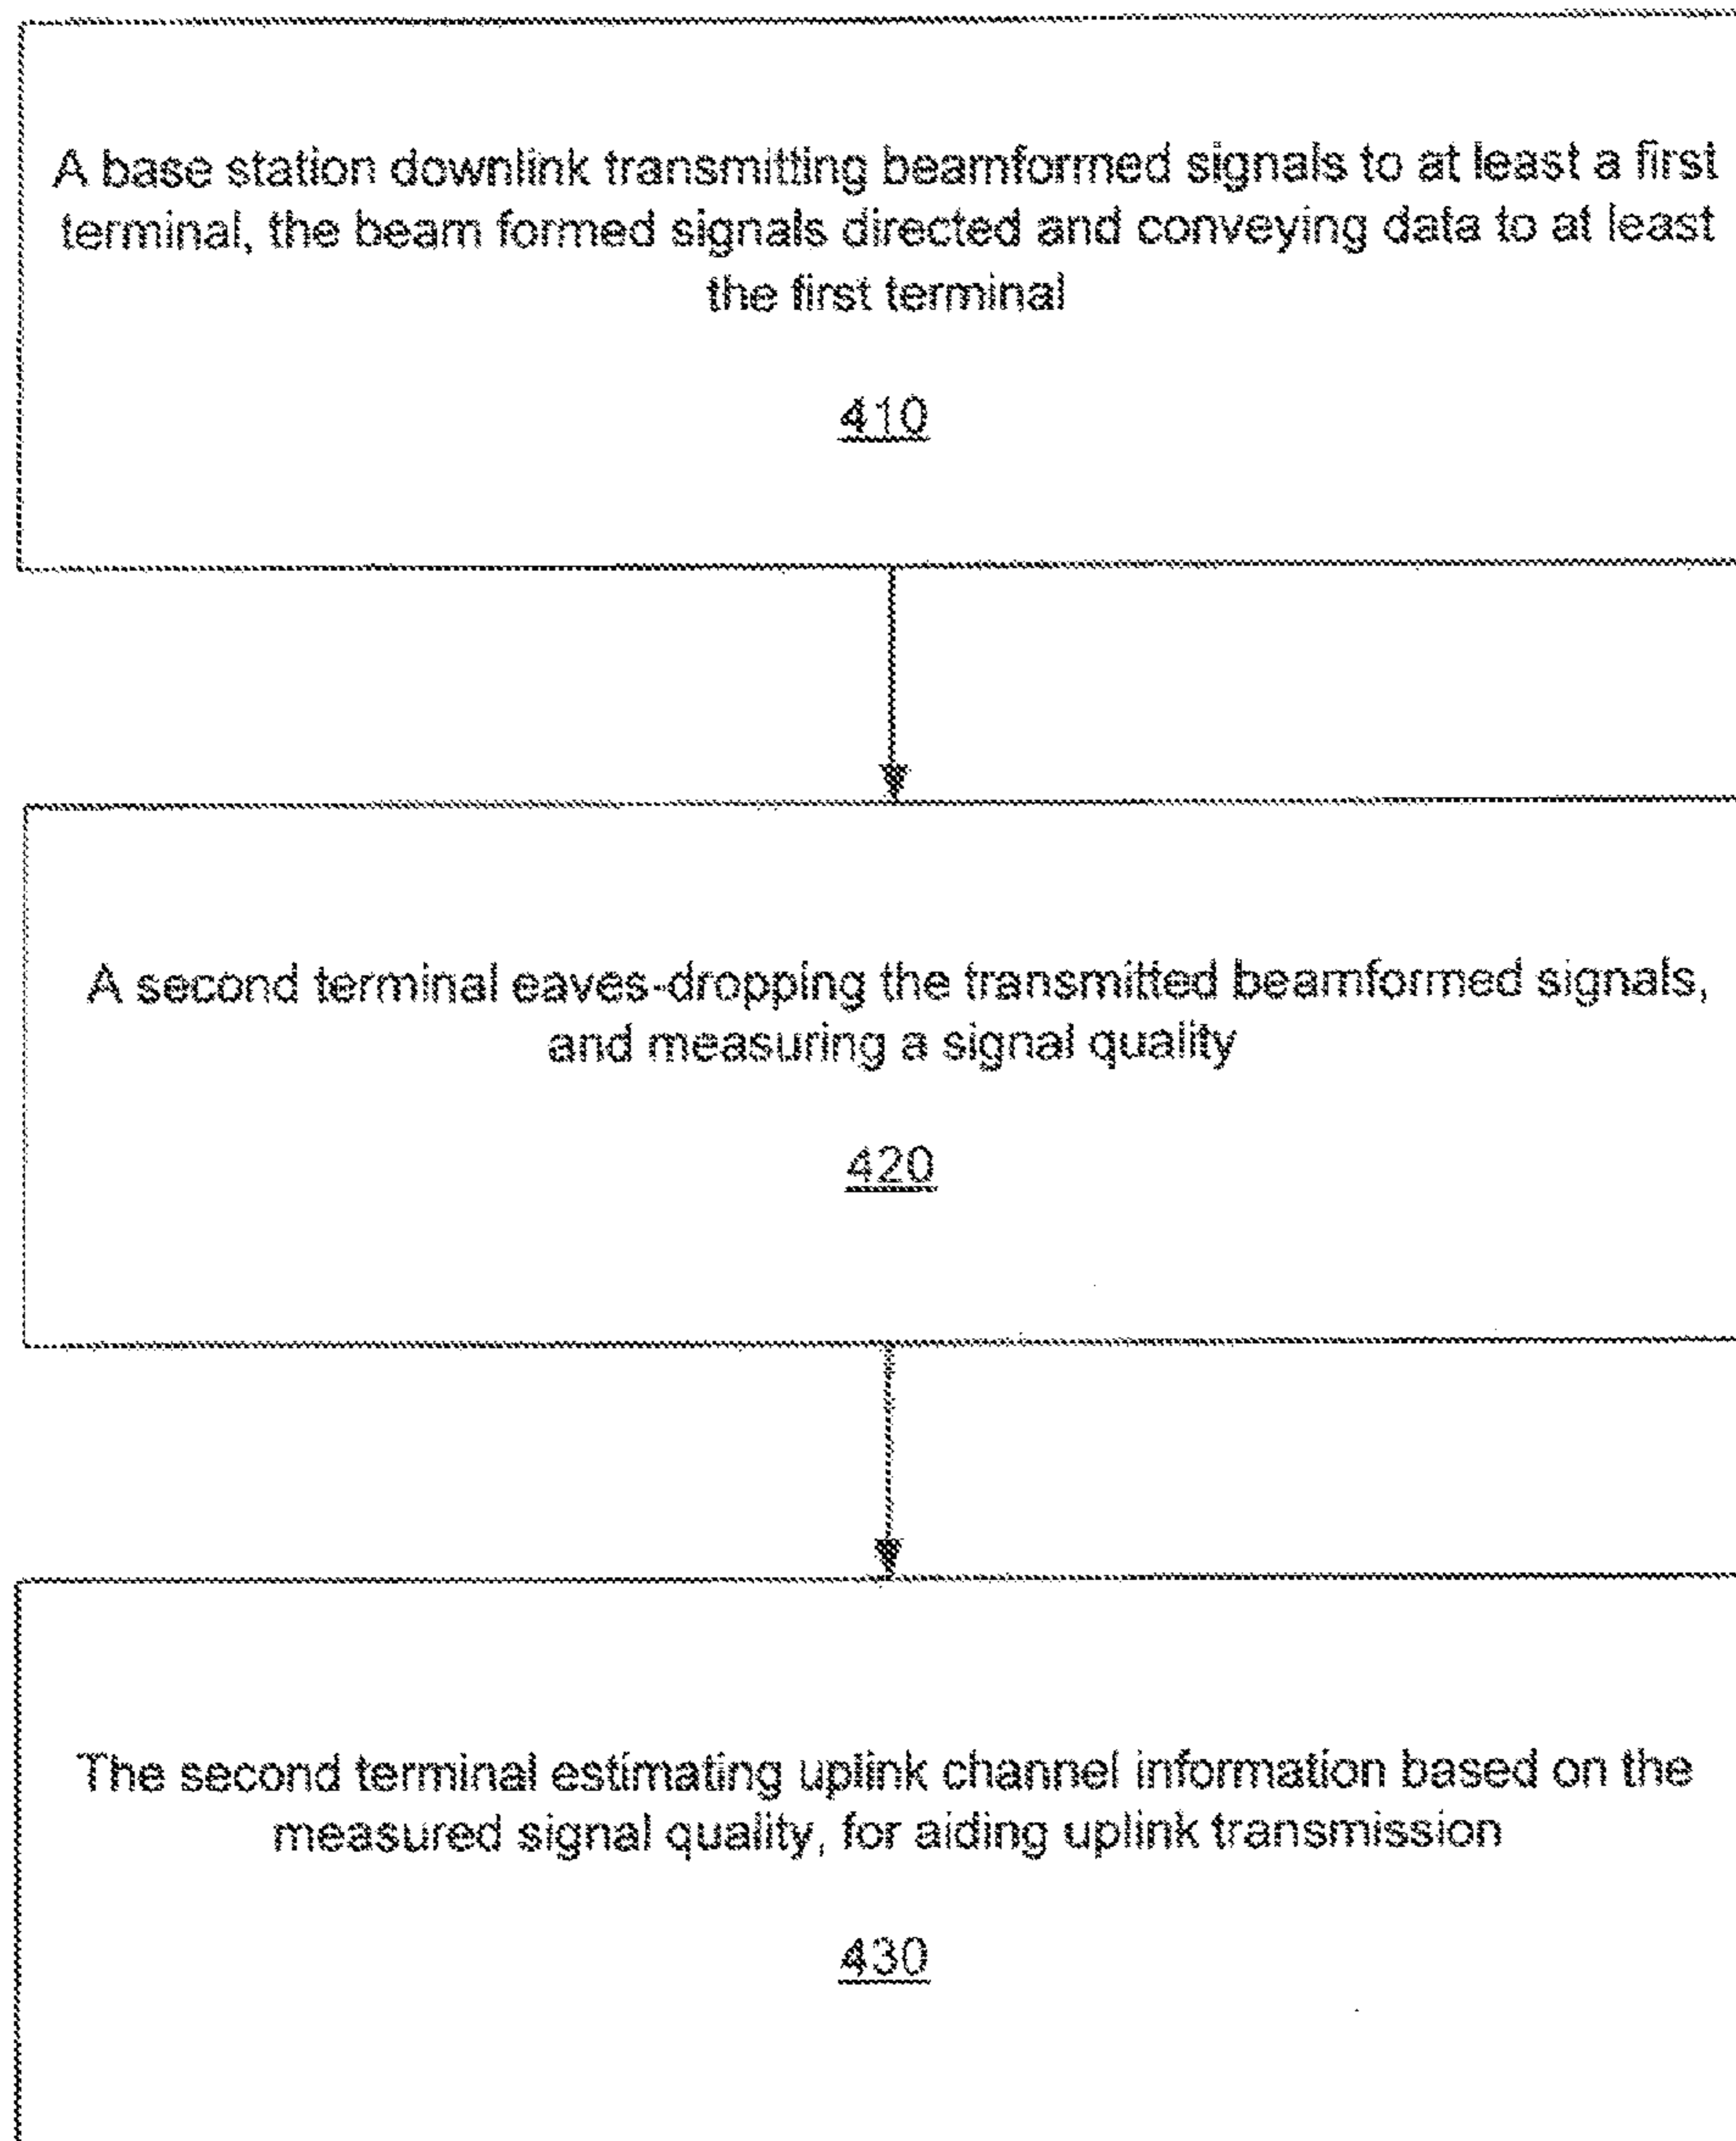 A base station downlink transmitting beamformed signals to at least a first
terminal, the beam formed signals directed and conveying data to at least
the first terminal
410
A second terminal eaves-dropping the transmitted beamformed signals,
and measuring a signal quality
420
The second terminal estimating uplink channel information based on the
measured signal quality, for aiding uplink transmission
430